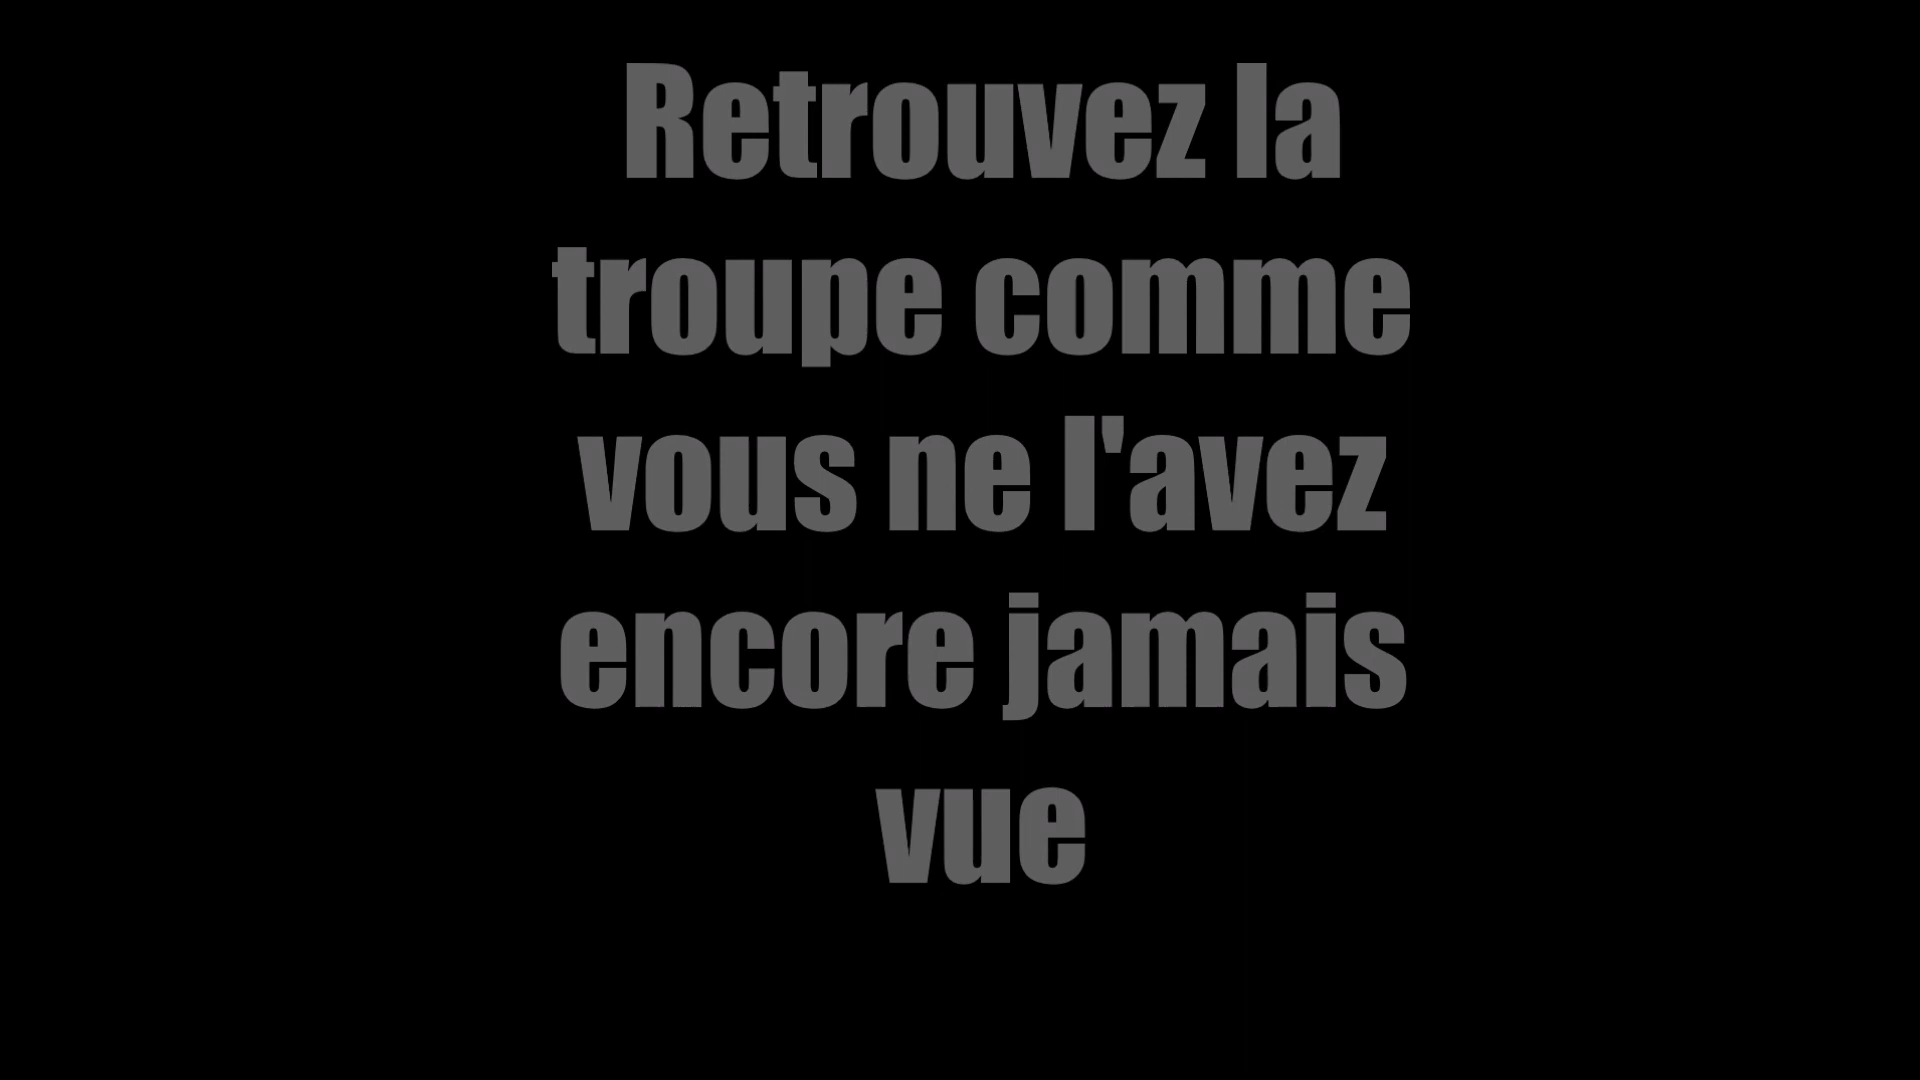 Retrouvez la
troupe comme
vous ne l'avez
encore jamais
vue